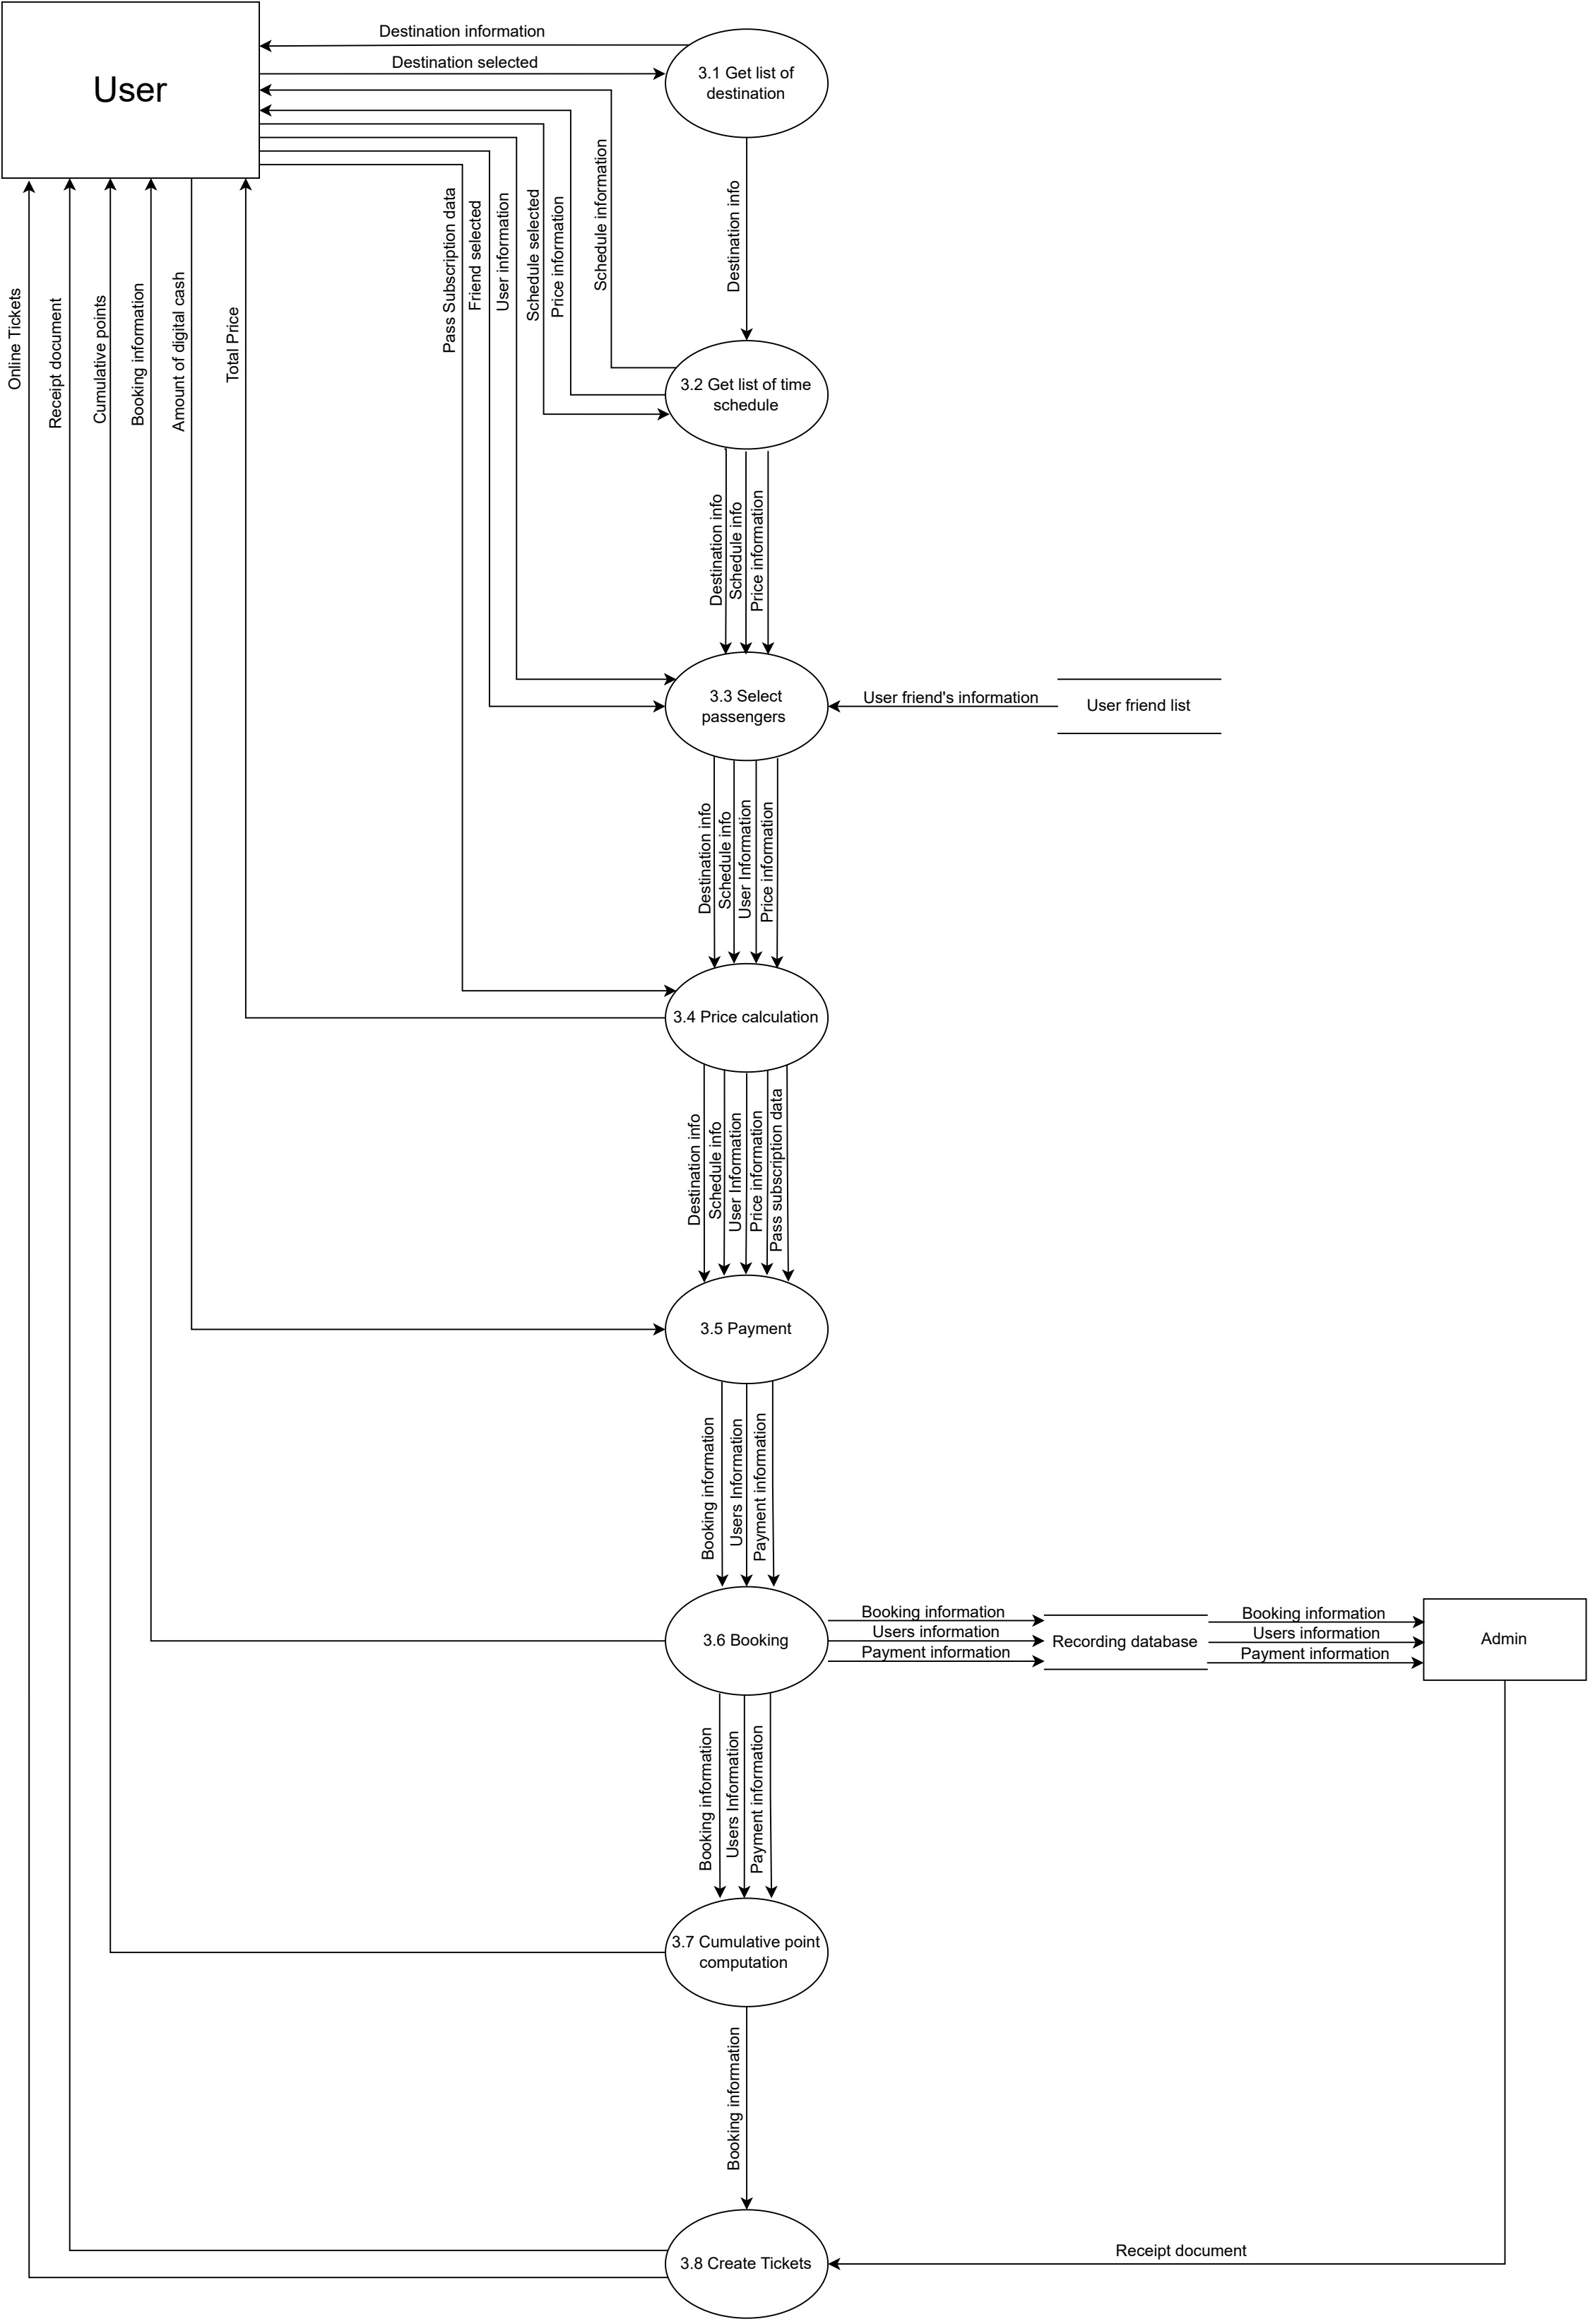 User
Destination information
Destination selected
3.1 Get list of
destination
Schedule information
Price information
Schedule selected
User information
Friend selected
Pass Subscription data
Destination info
Online Tickets
Receipt document
Cumulative points
Booking information
Amount of digital cash
Total Price
3.2 Get list of time
schedule
Destination info
Schedule info
Price information
3.3 Select
passengers
User friend's information
User friend list
Destination info
Schedule info
User Information
Price information
3.4 Price calculation
Destination info
Schedule info
User Information
Price information
Pass subscription data
3.5 Payment
Booking information
Users Information
Payment information
3.6 Booking
Booking information
Users information
Payment information
Recording database
Booking information
Users information
Payment information
Admin
Booking information
Users Information
Payment information
3.7 Cumulative point
computation
Booking information
3.8 Create Tickets
Receipt document